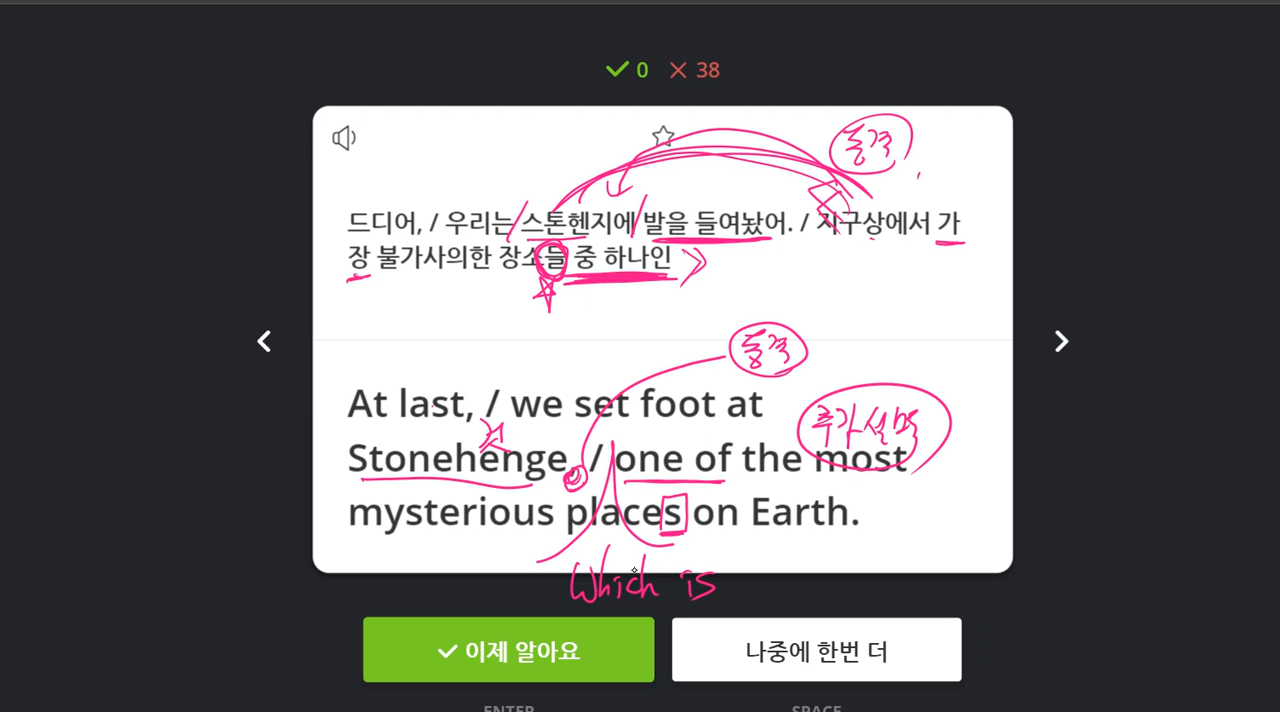 0 38
동격
드디어, / 우리는 스톤헨지에 발을 들여놨어. / 지구상에서 가
장 불가사의한 장소들 중 하나인
동격
At last, / we set foot at
추가설명
Stonehenge, / one of the most
mysterious places on Earth.
Which is
이제 알아요 나중에 한번 더
ENTER SPACE